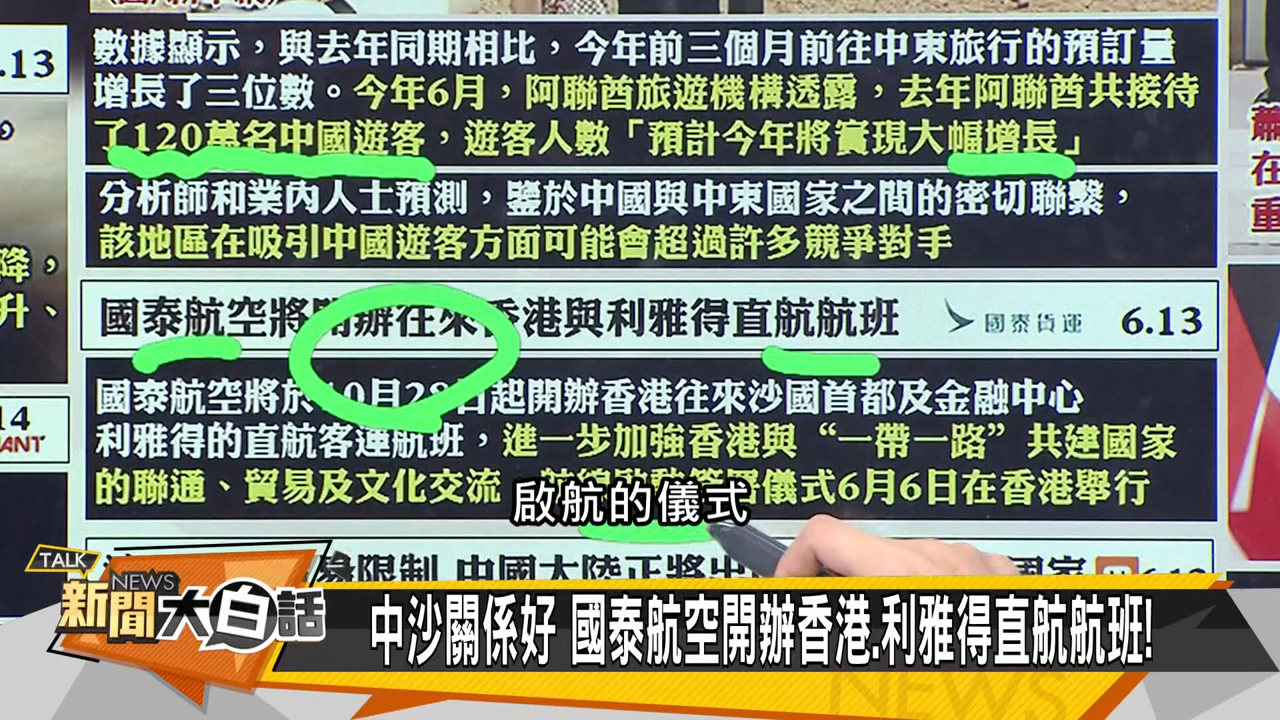 .13
數據顯示，與去年同期相比，今年前三個月前往中東旅行的預訂量
增長了三位數。今年6月，阿聯酋旅遊機構透露，去年阿聯酋共接待
了120萬名中國遊客，遊客人數「預計今年將實現大幅增長」
分析師和業內人士預測，鑒於中國與中東國家之間的密切聯繫，
該地區在吸引中國遊客方面可能會超過許多競爭對手
降，
升、
在
重
國泰航空將開辦往來香港與利雅得直航航班 國泰貨運 6.13
國泰航空將於10月28日起開辦香港往來沙國首都及金融中心
利雅得的直航客運航班，進一步加強香港與“一帶一路”共建國家
的聯通、貿易及文化交流 儀式6月6日在香港舉行
14
IANT
啟航的儀式
限制 中國大陸正將出
TALK
NEWS
新聞大白話
中沙關係好 國泰航空開辦香港.利雅得直航航班!
NEWS